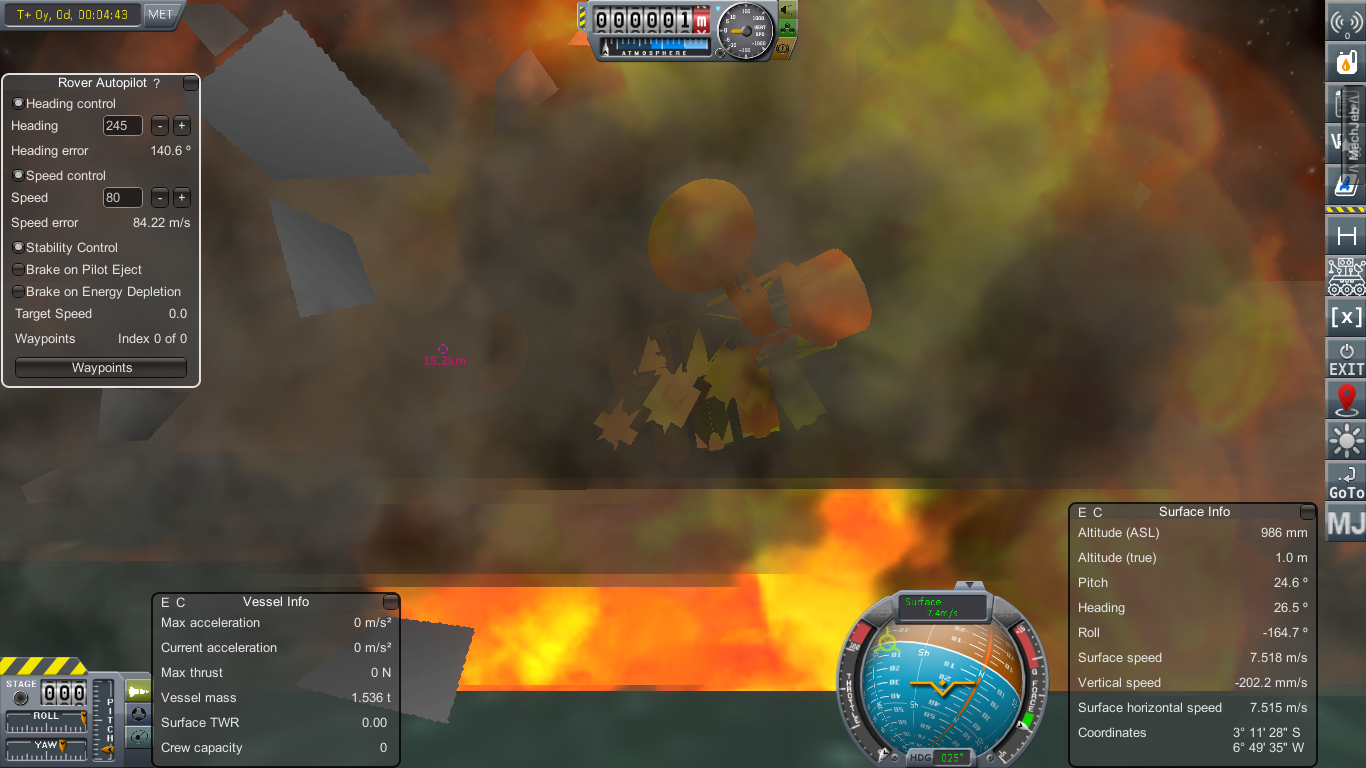 T+ 0y, 0d, 00:04:43 MET
000001m
ATMOSPHERE
Rover Autopilot ?
Heading control
Heading 245 - +
Heading error 140.6 º
Speed control
Speed 80 - +
Speed error 84.22 m/s
Stability Control
Brake on Pilot Eject
Brake on Energy Depletion
Target Speed 0.0
Waypoints Index 0 of 0
Waypoints
15.2km
0
MechJeb
[x]
EXIT
GoTo
MJ
E C Vessel Info
Max acceleration 0 m/s²
Current acceleration 0 m/s²
Max thrust 0 N
Vessel mass 1.536 t
Surface TWR 0.00
Crew capacity 0
STAGE 000
ROLL
YAW
PITCH
Surface
7.4m/s
THROTTLE
G FORCE
HDG 025°
E C Surface Info
Altitude (ASL) 986 mm
Altitude (true) 1.0 m
Pitch 24.6 º
Heading 26.5 º
Roll -164.7 º
Surface speed 7.518 m/s
Vertical speed -202.2 mm/s
Surface horizontal speed 7.515 m/s
Coordinates 3° 11' 28" S
6° 49' 35" W